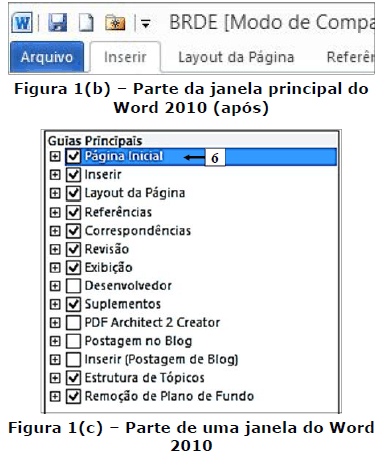 BRDE [Modo de Compa
Arquivo Inserir Layout da Página Referên
Figura 1(b) – Parte da janela principal do
Word 2010 (após)
Guias Principais
Página Inicial 6
Inserir
Layout da Página
Referências
Correspondências
Revisão
Exibição
Desenvolvedor
Suplementos
PDF Architect 2 Creator
Postagem no Blog
Inserir (Postagem de Blog)
Estrutura de Tópicos
Remoção de Plano de Fundo
Figura 1(c) – Parte de uma janela do Word
2010